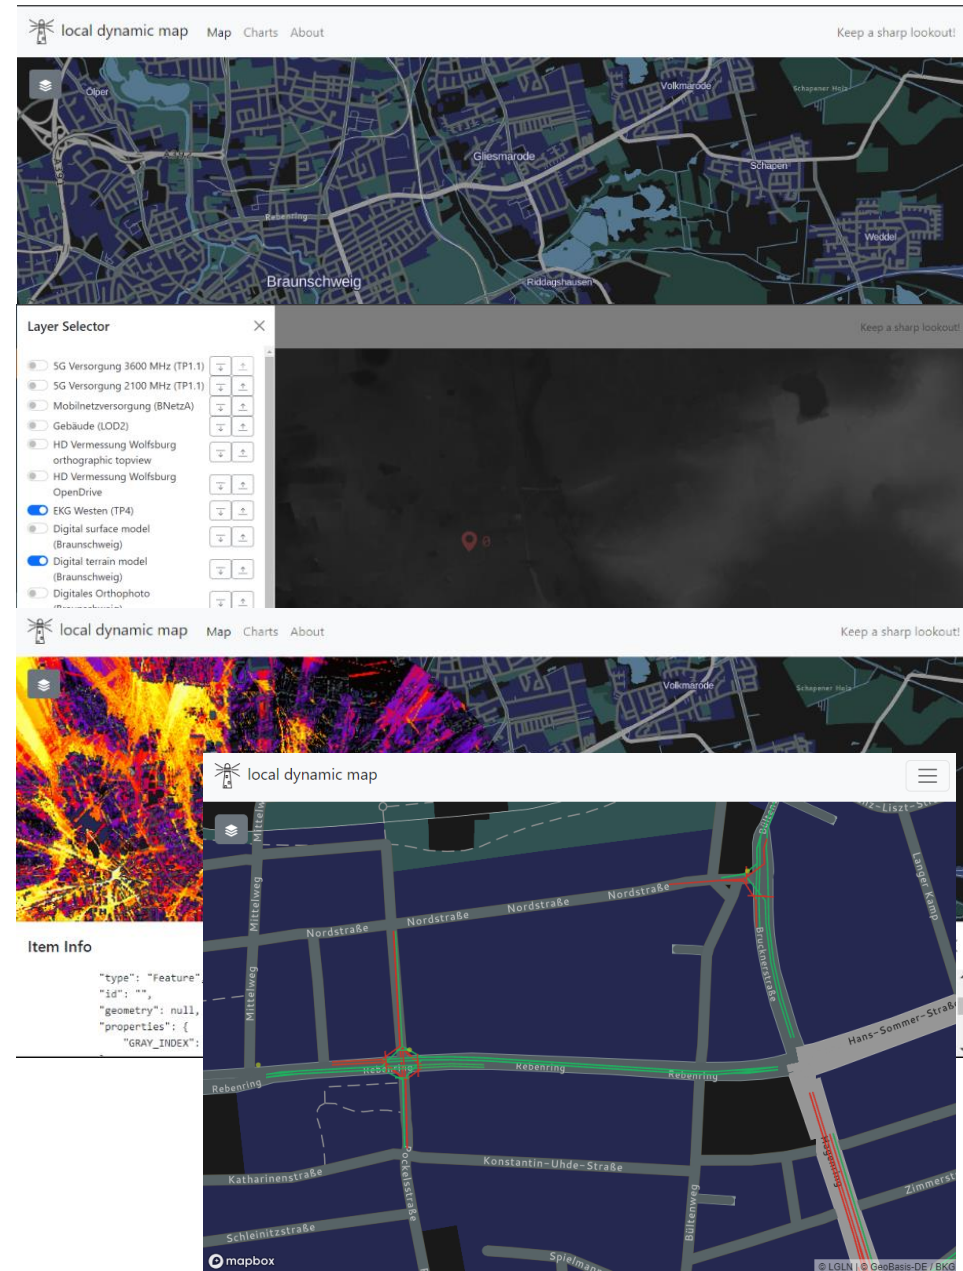 local dynamic map Map Charts About Keep a sharp lookout!
Ölper
Volkmarode
Schapener Holz
A392
Gliesmarode
Schapen
Rebenring
Weddel
Braunschweig
Riddagshausen
Layer Selector
Keep a sharp lookout!
5G Versorgung 3600 MHz (TP1.1)
5G Versorgung 2100 MHz (TP1.1)
Mobilnetzversorgung (BNetzA)
Gebäude (LOD2)
HD Vermessung Wolfsburg
orthographic topview
HD Vermessung Wolfsburg
OpenDrive
EKG Westen (TP4)
Digital surface model
(Braunschweig)
Digital terrain model
(Braunschweig)
Digitales Orthophoto
0
local dynamic map Map Charts About Keep a sharp lookout!
Volkmarode
Schapener Holz
local dynamic map
Mittelweg
Mittelweg
Mittelweg
Langer Kamp
Nordstraße
Nordstraße
Nordstraße
Nordstraße
Brucknerstraße
Hans-Sommer-Straße
Rebenring
Rebenring
Rebenring
Rebenring
Hagenring
Konstantin-Uhde-Straße
Katharinenstraße
Pockelsstraße
Bültenweg
Schleinitzstraße
mapbox
© LGLN | © GeoBasis-DE / BKG
Item Info
"type": "Feature"
"id": "",
"geometry": null,
"properties": {
"GRAY_INDEX":